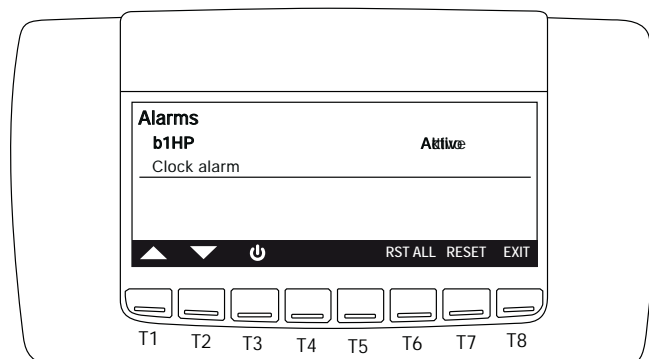 Alarms
b1HP
Clock alarm
RST ALL RESET EXIT
T1 T2 T3 T4 T5 T6 T7 T8